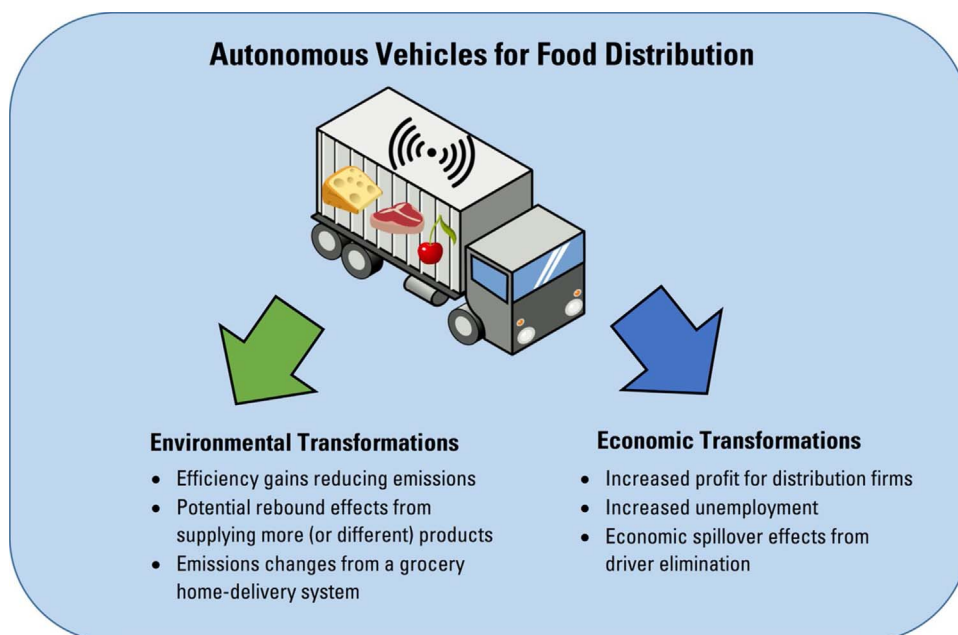 Autonomous Vehicles for Food Distribution
Environmental Transformations
• Efficiency gains reducing emissions
• Potential rebound effects from
supplying more (or different) products
• Emissions changes from a grocery
home-delivery system
Economic Transformations
• Increased profit for distribution firms
• Increased unemployment
• Economic spillover effects from
driver elimination